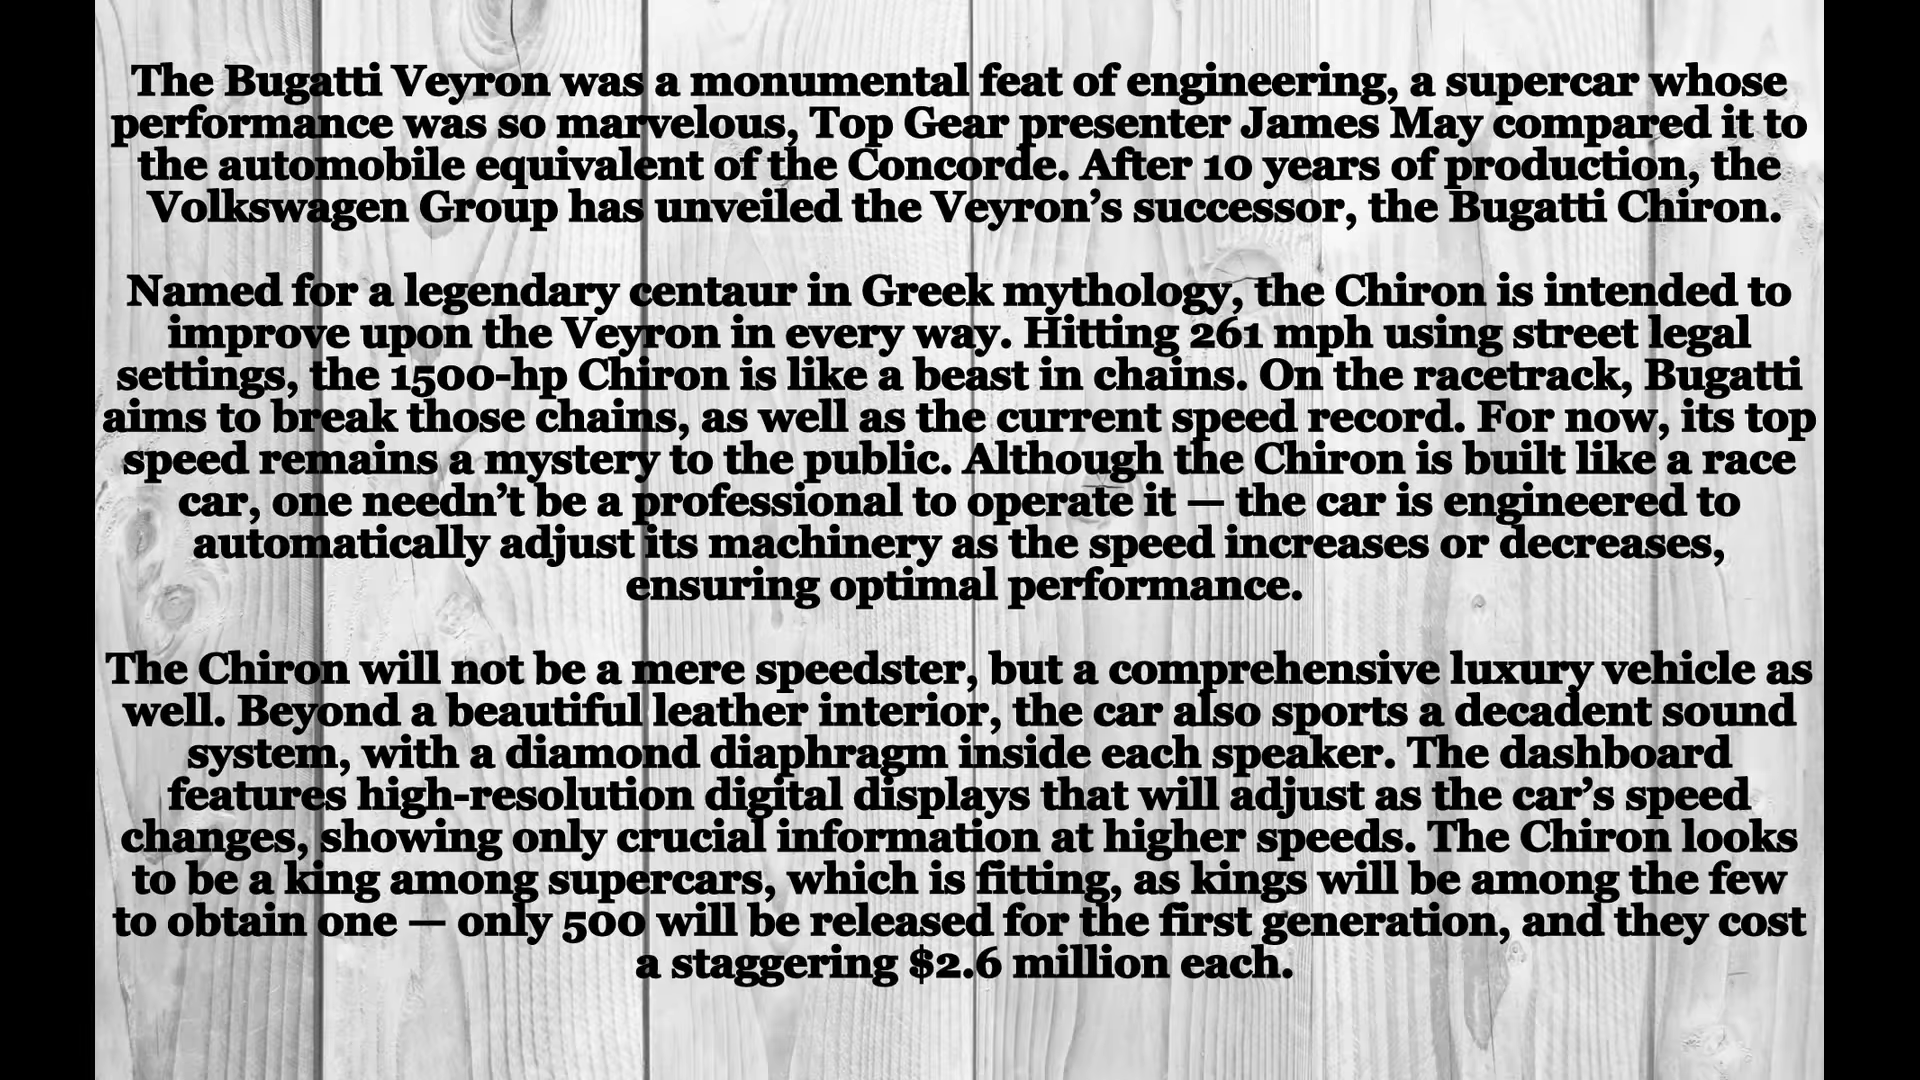 The Bugatti Veyron was a monumental feat of engineering, a supercar whose
performance was so marvelous, Top Gear presenter James May compared it to
the automobile equivalent of the Concorde. After 10 years of production, the
Volkswagen Group has unveiled the Veyron’s successor, the Bugatti Chiron.
Named for a legendary centaur in Greek mythology, the Chiron is intended to
improve upon the Veyron in every way. Hitting 261 mph using street legal
settings, the 1500-hp Chiron is like a beast in chains. On the racetrack, Bugatti
aims to break those chains, as well as the current speed record. For now, its top
speed remains a mystery to the public. Although the Chiron is built like a race
car, one needn’t be a professional to operate it — the car is engineered to
automatically adjust its machinery as the speed increases or decreases,
ensuring optimal performance.
The Chiron will not be a mere speedster, but a comprehensive luxury vehicle as
well. Beyond a beautiful leather interior, the car also sports a decadent sound
system, with a diamond diaphragm inside each speaker. The dashboard
features high-resolution digital displays that will adjust as the car’s speed
changes, showing only crucial information at higher speeds. The Chiron looks
to be a king among supercars, which is fitting, as kings will be among the few
to obtain one — only 500 will be released for the first generation, and they cost
a staggering $2.6 million each.